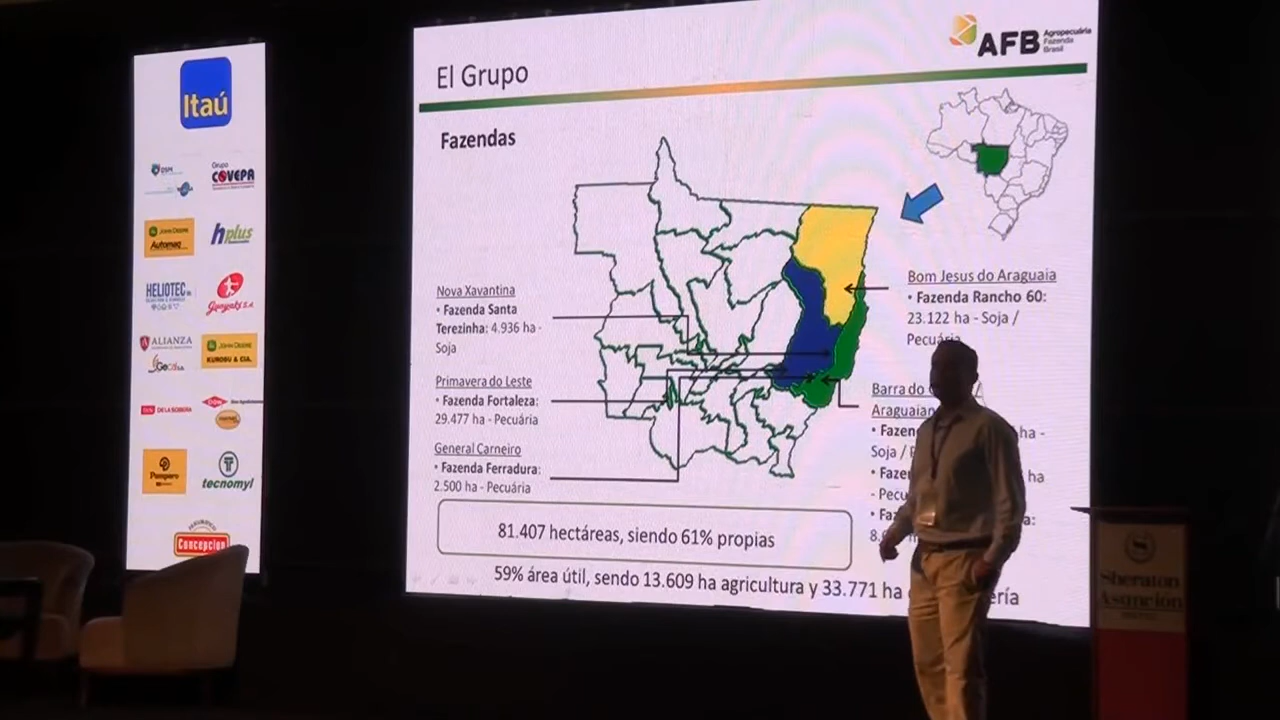 Itaú
DSM
Grupo
COVEPA
JOHN DEERE
Automaq
hplus
HELIOTEC
Guayaki S.A.
ALIANZA
GeoAgri
JOHN DEERE
KUROSU & CIA.
DE LA SOBERA
Pampero
tecnomyl
Concepcion
El Grupo
AFB
Agropecuária
Fazenda
Brasil
Fazendas
Nova Xavantina
• Fazenda Santa
Terezinha: 4.936 ha -
Soja
Primavera do Leste
• Fazenda Fortaleza:
29.477 ha - Pecuária
General Carneiro
• Fazenda Ferradura:
2.500 ha - Pecuária
Bom Jesus do Araguaia
• Fazenda Rancho 60:
23.122 ha - Soja /
Pecuária
Barra do
Araguaian
• Fazen ha -
Soja /
• Fazen ha
- Pecu
• Faz a:
81.407 hectáreas, siendo 61% propias
59% área útil, sendo 13.609 ha agricultura y 33.771 ha ería
Sheraton
Asuncion